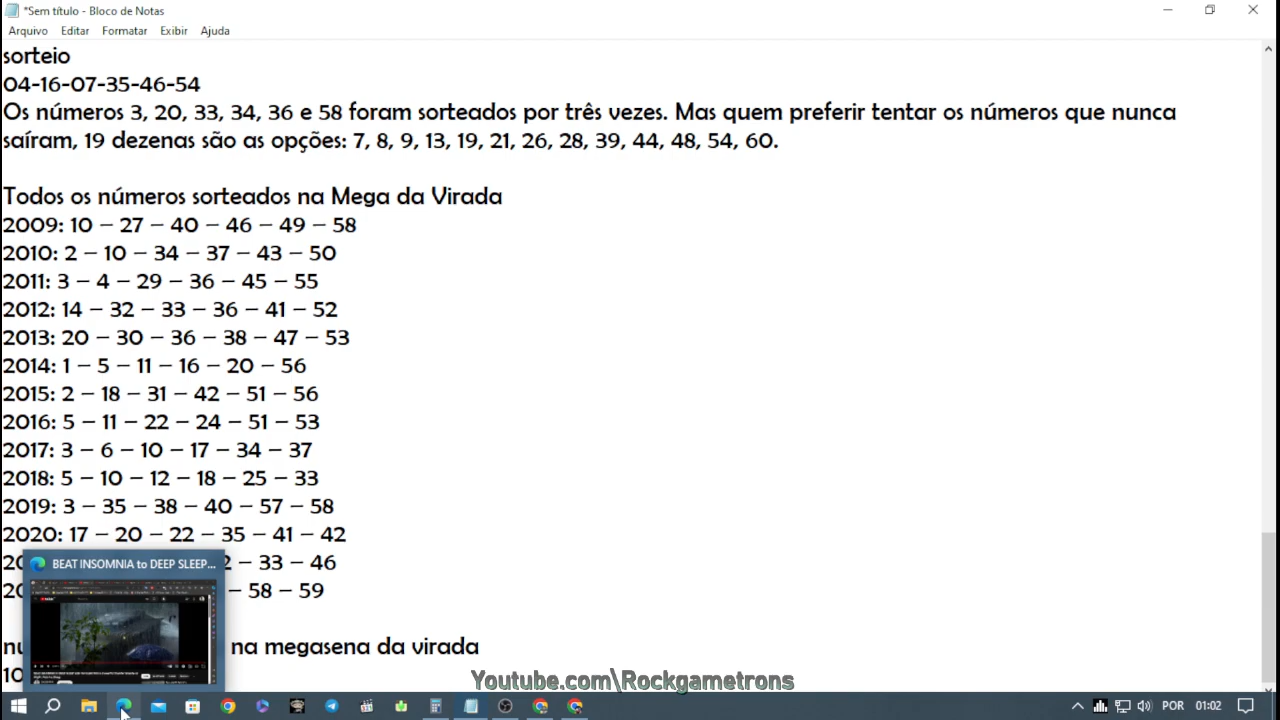 *Sem título - Bloco de Notas
Arquivo Editar Formatar Exibir Ajuda
sorteio
04-16-07-35-46-54
Os números 3, 20, 33, 34, 36 e 58 foram sorteados por três vezes. Mas quem preferir tentar os números que nunca
saíram, 19 dezenas são as opções: 7, 8, 9, 13, 19, 21, 26, 28, 39, 44, 48, 54, 60.
Todos os números sorteados na Mega da Virada
2009: 10 – 27 – 40 – 46 – 49 – 58
2010: 2 – 10 – 34 – 37 – 43 – 50
2011: 3 – 4 – 29 – 36 – 45 – 55
2012: 14 – 32 – 33 – 36 – 41 – 52
2013: 20 – 30 – 36 – 38 – 47 – 53
2014: 1 – 5 – 11 – 16 – 20 – 56
2015: 2 – 18 – 31 – 42 – 51 – 56
2016: 5 – 11 – 22 – 24 – 51 – 53
2017: 3 – 6 – 10 – 17 – 34 – 37
2018: 5 – 10 – 12 – 18 – 25 – 33
2019: 3 – 35 – 38 – 40 – 57 – 58
2020: 17 – 20 – 22 – 35 – 41 – 42
BEAT INSOMNIA to DEEP SLEEP...
– 33 – 46
– 58 – 59
na megasena da virada
10
Youtube.com\Rockgametrons
POR 01:02